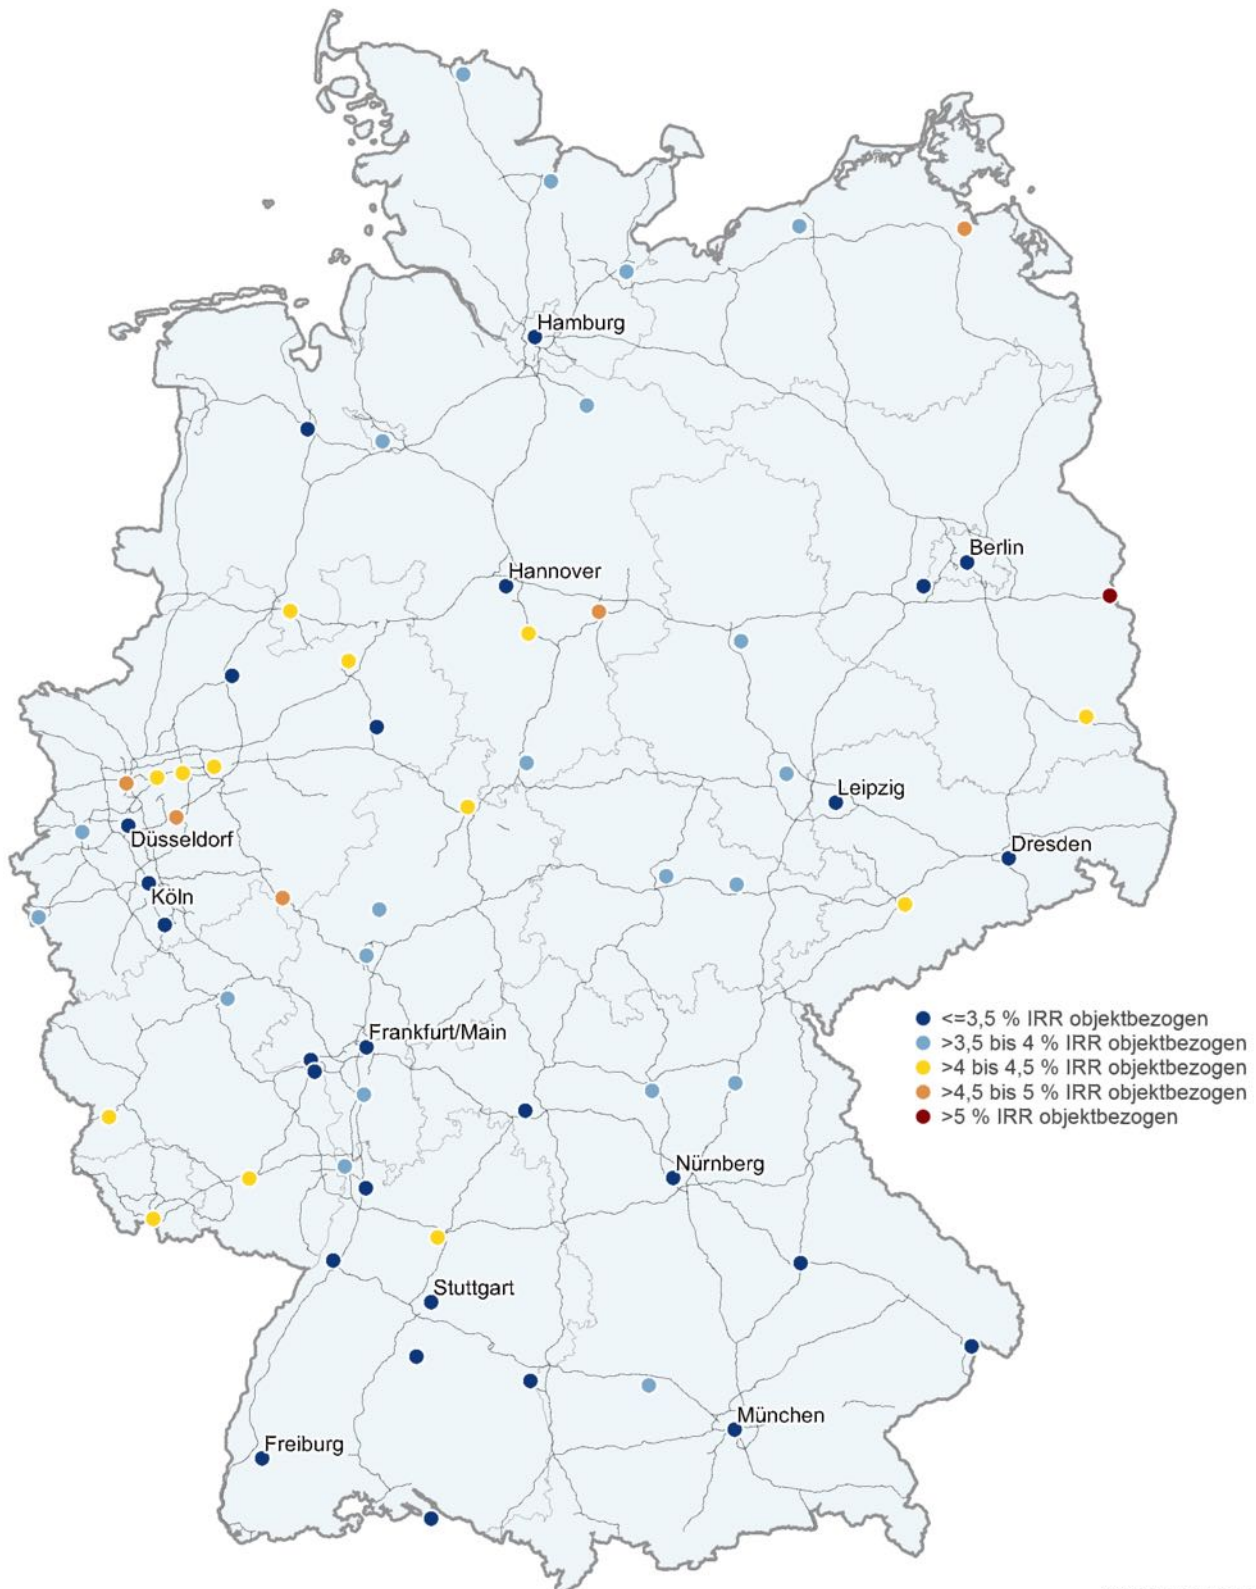 Hamburg
Berlin
Hannover
Leipzig
Düsseldorf
Dresden
Köln
<=3,5 % IRR objektbezogen
>3,5 bis 4 % IRR objektbezogen
>4 bis 4,5 % IRR objektbezogen
>4,5 bis 5 % IRR objektbezogen
>5 % IRR objektbezogen
Frankfurt/Main
Nürnberg
Stuttgart
München
Freiburg